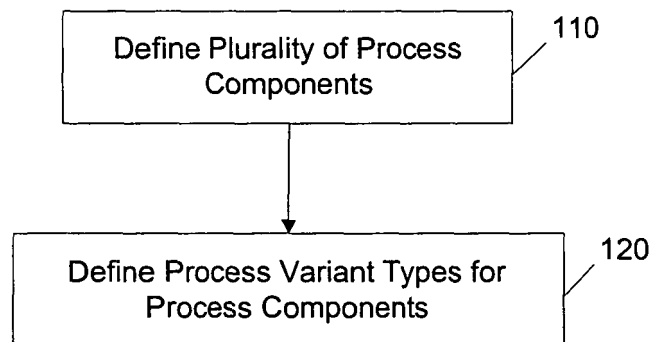 Define Plurality of Process
Components
110
Define Process Variant Types for
Process Components
120